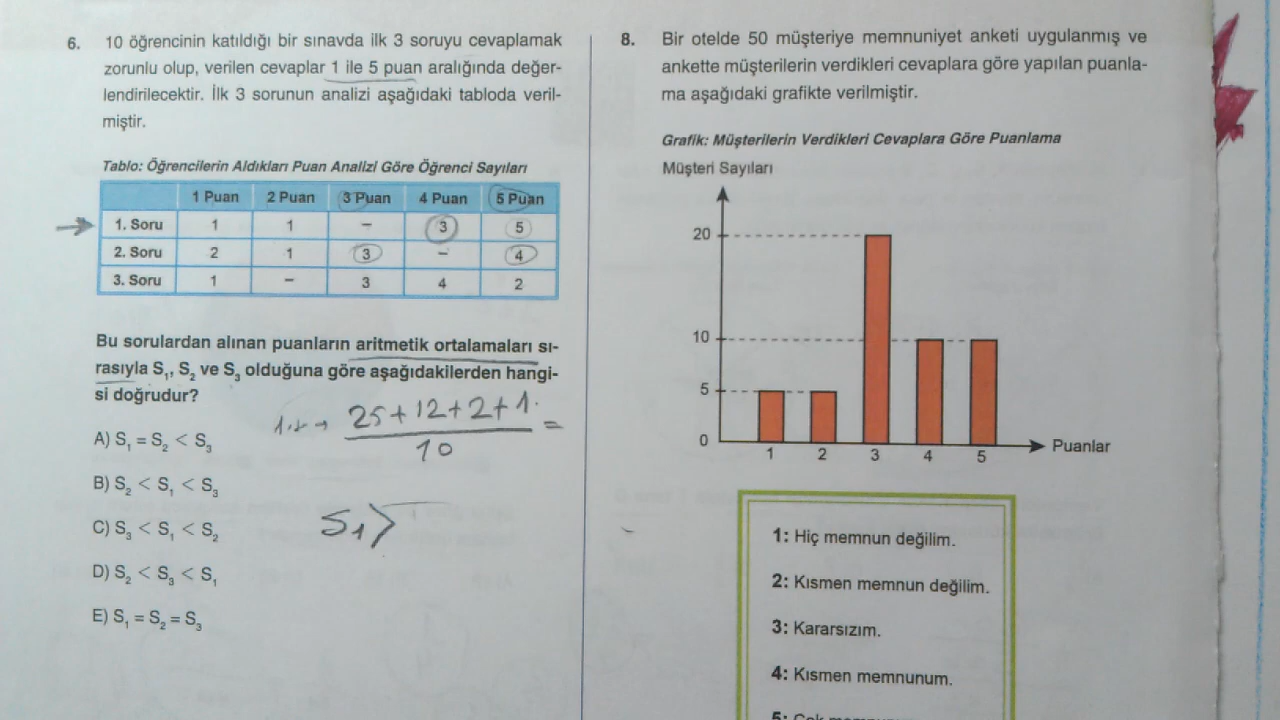 6. 10 öğrencinin katıldığı bir sınavda ilk 3 soruyu cevaplamak
zorunlu olup, verilen cevaplar 1 ile 5 puan aralığında değer-
lendirilecektir. İlk 3 sorunun analizi aşağıdaki tabloda veril-
miştir.
Tablo: Öğrencilerin Aldıkları Puan Analizi Göre Öğrenci Sayıları
1 Puan 2 Puan 3 Puan 4 Puan 5 Puan
1. Soru 1 1 – 3 5
2. Soru 2 1 3 – 4
3. Soru 1 – 3 4 2
Bu sorulardan alınan puanların aritmetik ortalamaları sı-
rasıyla S₁, S₂ ve S₃ olduğuna göre aşağıdakilerden hangi-
si doğrudur?
25+12+2+1
10
=
A) S₁ = S₂ < S₃
B) S₂ < S₁ < S₃
C) S₃ < S₁ < S₂
D) S₂ < S₃ < S₁
E) S₁ = S₂ = S₃
S₁>
8. Bir otelde 50 müşteriye memnuniyet anketi uygulanmış ve
ankette müşterilerin verdikleri cevaplara göre yapılan puanla-
ma aşağıdaki grafikte verilmiştir.
Grafik: Müşterilerin Verdikleri Cevaplara Göre Puanlama
Müşteri Sayıları
20
10
5
0
1 2 3 4 5
Puanlar
1: Hiç memnun değilim.
2: Kısmen memnun değilim.
3: Kararsızım.
4: Kısmen memnunum.